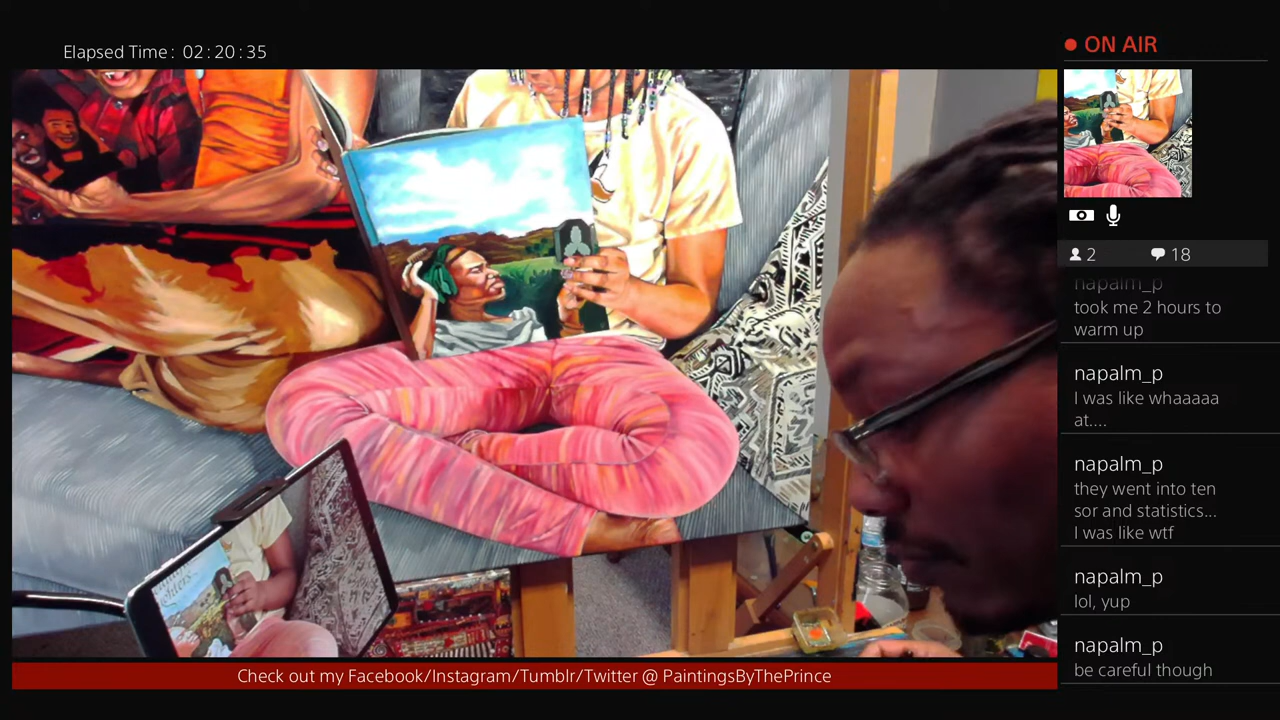 Elapsed Time: 02:20:35
ON AIR
2 18
napalm_p
took me 2 hours to
warm up
napalm_p
I was like whaaaaa
at....
napalm_p
they went into ten
sor and statistics...
I was like wtf
napalm_p
lol, yup
napalm_p
be careful though
Check out my Facebook/Instagram/Tumblr/Twitter @ PaintingsByThePrince